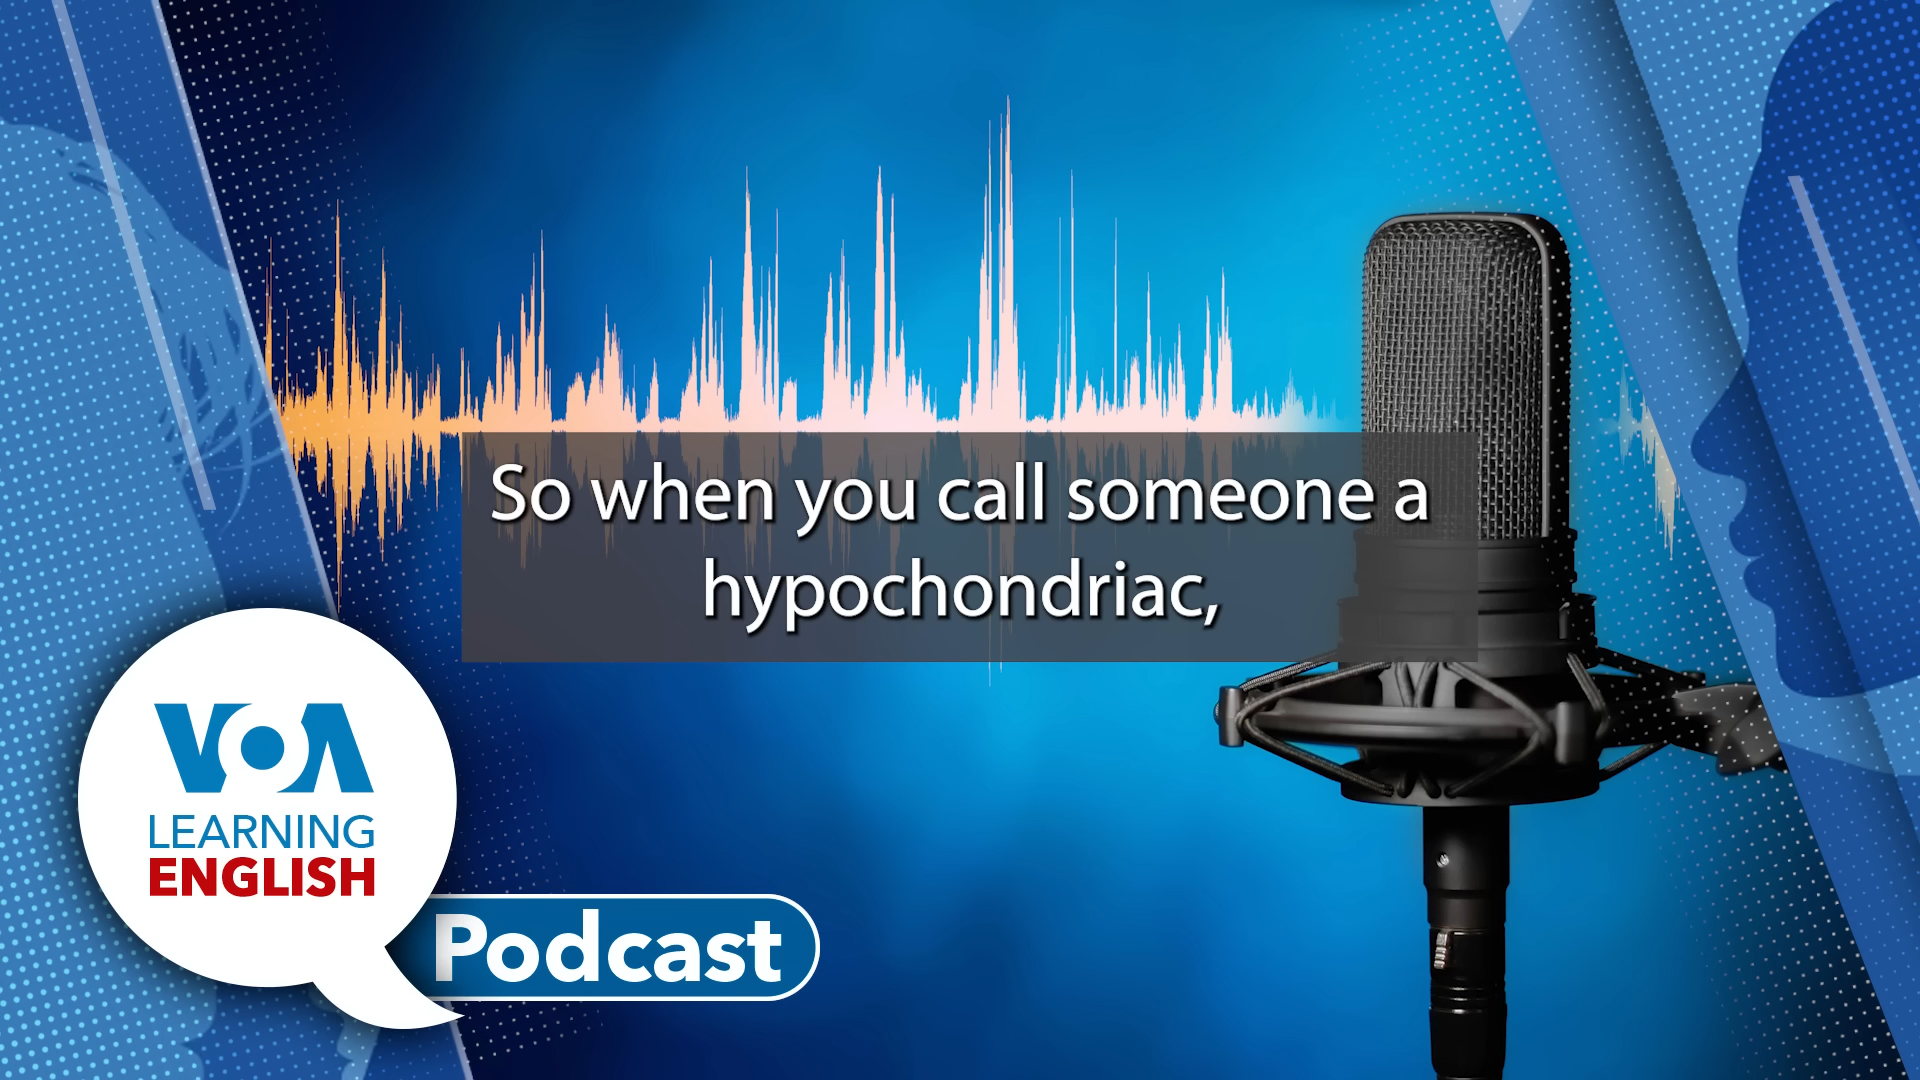 So when you call someone a
hypochondriac,
VOA
LEARNING
ENGLISH
Podcast